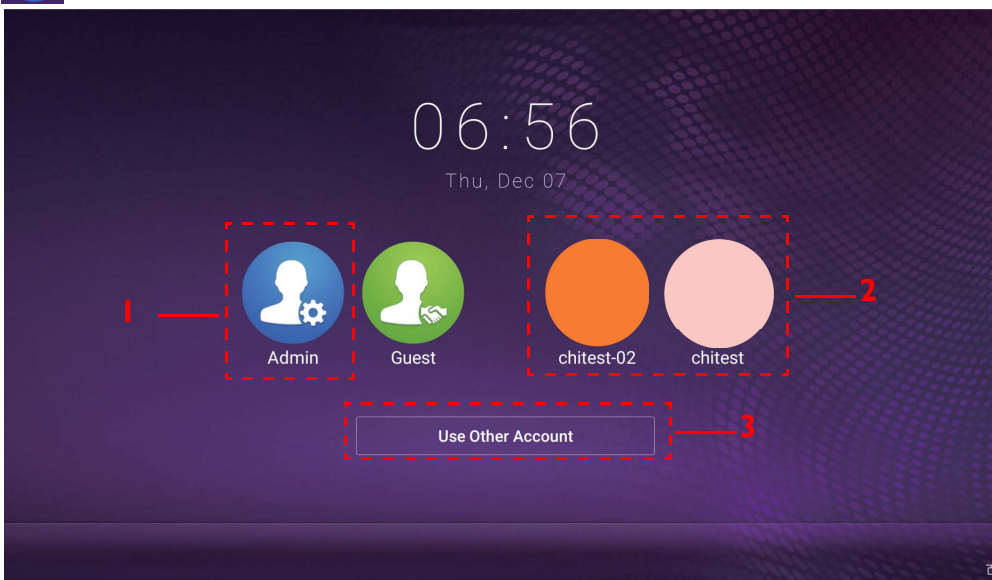 06:56
Thu, Dec 07
1
2
Admin
Guest
chitest-02
chitest
Use Other Account
3